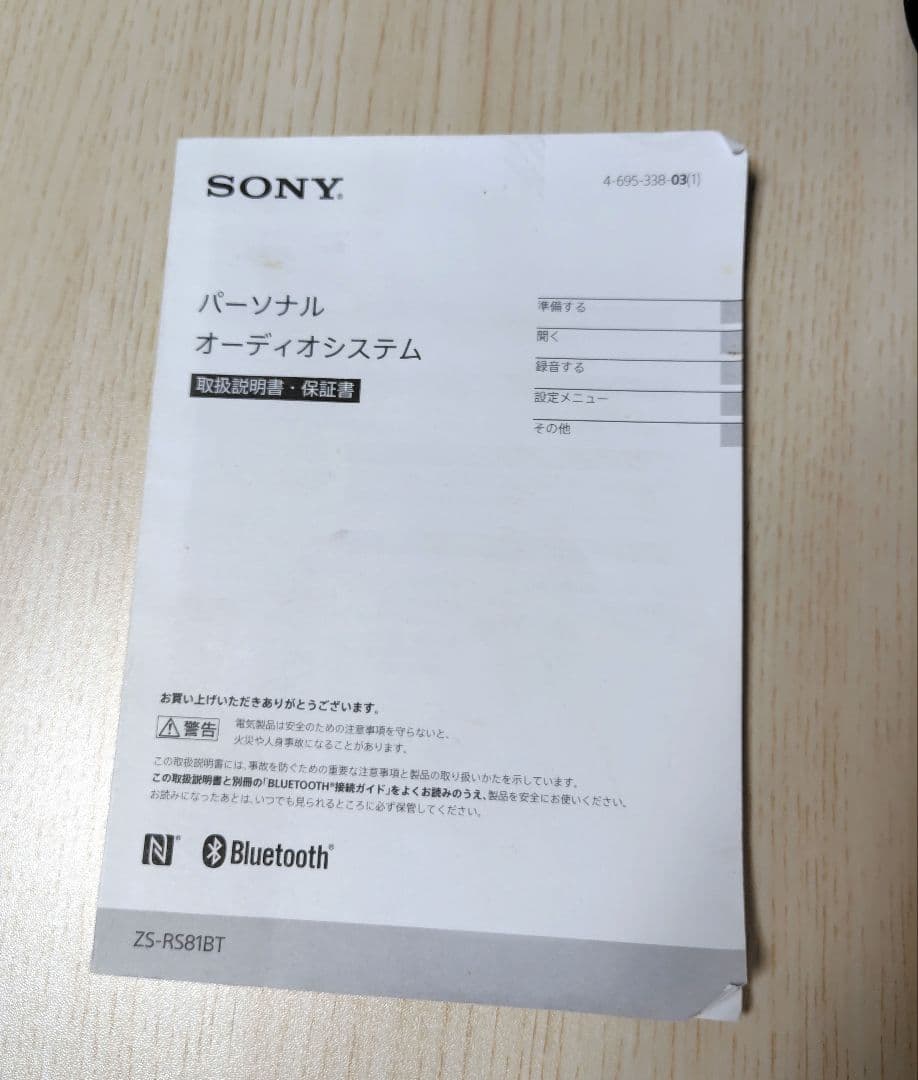 SONY®
4-695-338-03(1)
パーソナル
オーディオシステム
取扱説明書・保証書
準備する
聞く
録音する
設定メニュー
その他
お買い上げいただきありがとうございます。
警告
電気製品は安全のための注意事項を守らないと、
火災や人身事故になることがあります。
この取扱説明書には、事故を防ぐための重要な注意事項と製品の取り扱いかたを示しています。
この取扱説明書と別冊の「BLUETOOTH®接続ガイド」をよくお読みのうえ、製品を安全にお使いください。
お読みになったあとは、いつでも見られるところに必ず保管してください。
N®
Bluetooth®
ZS-RS81BT